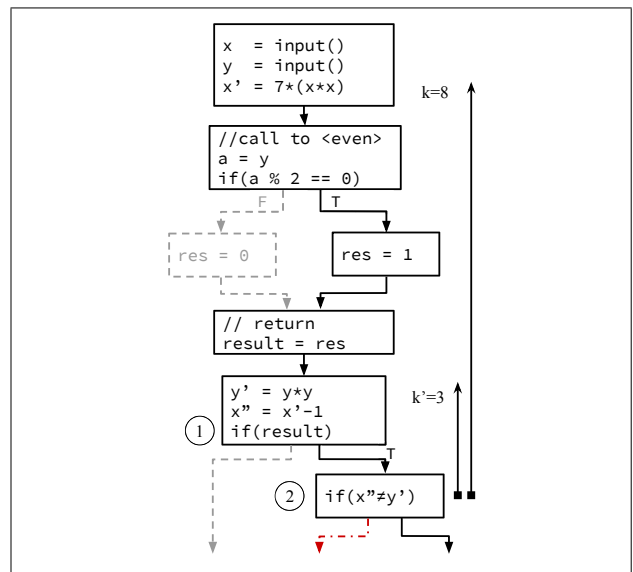 x = input()
y = input()
x’ = 7*(x*x)
k=8
//call to <even>
a = y
if(a % 2 == 0)
F
T
res = 0
res = 1
// return
result = res
k’=3
y’ = y*y
x” = x’-1
if(result)
1
T
2
if(x”≠y’)